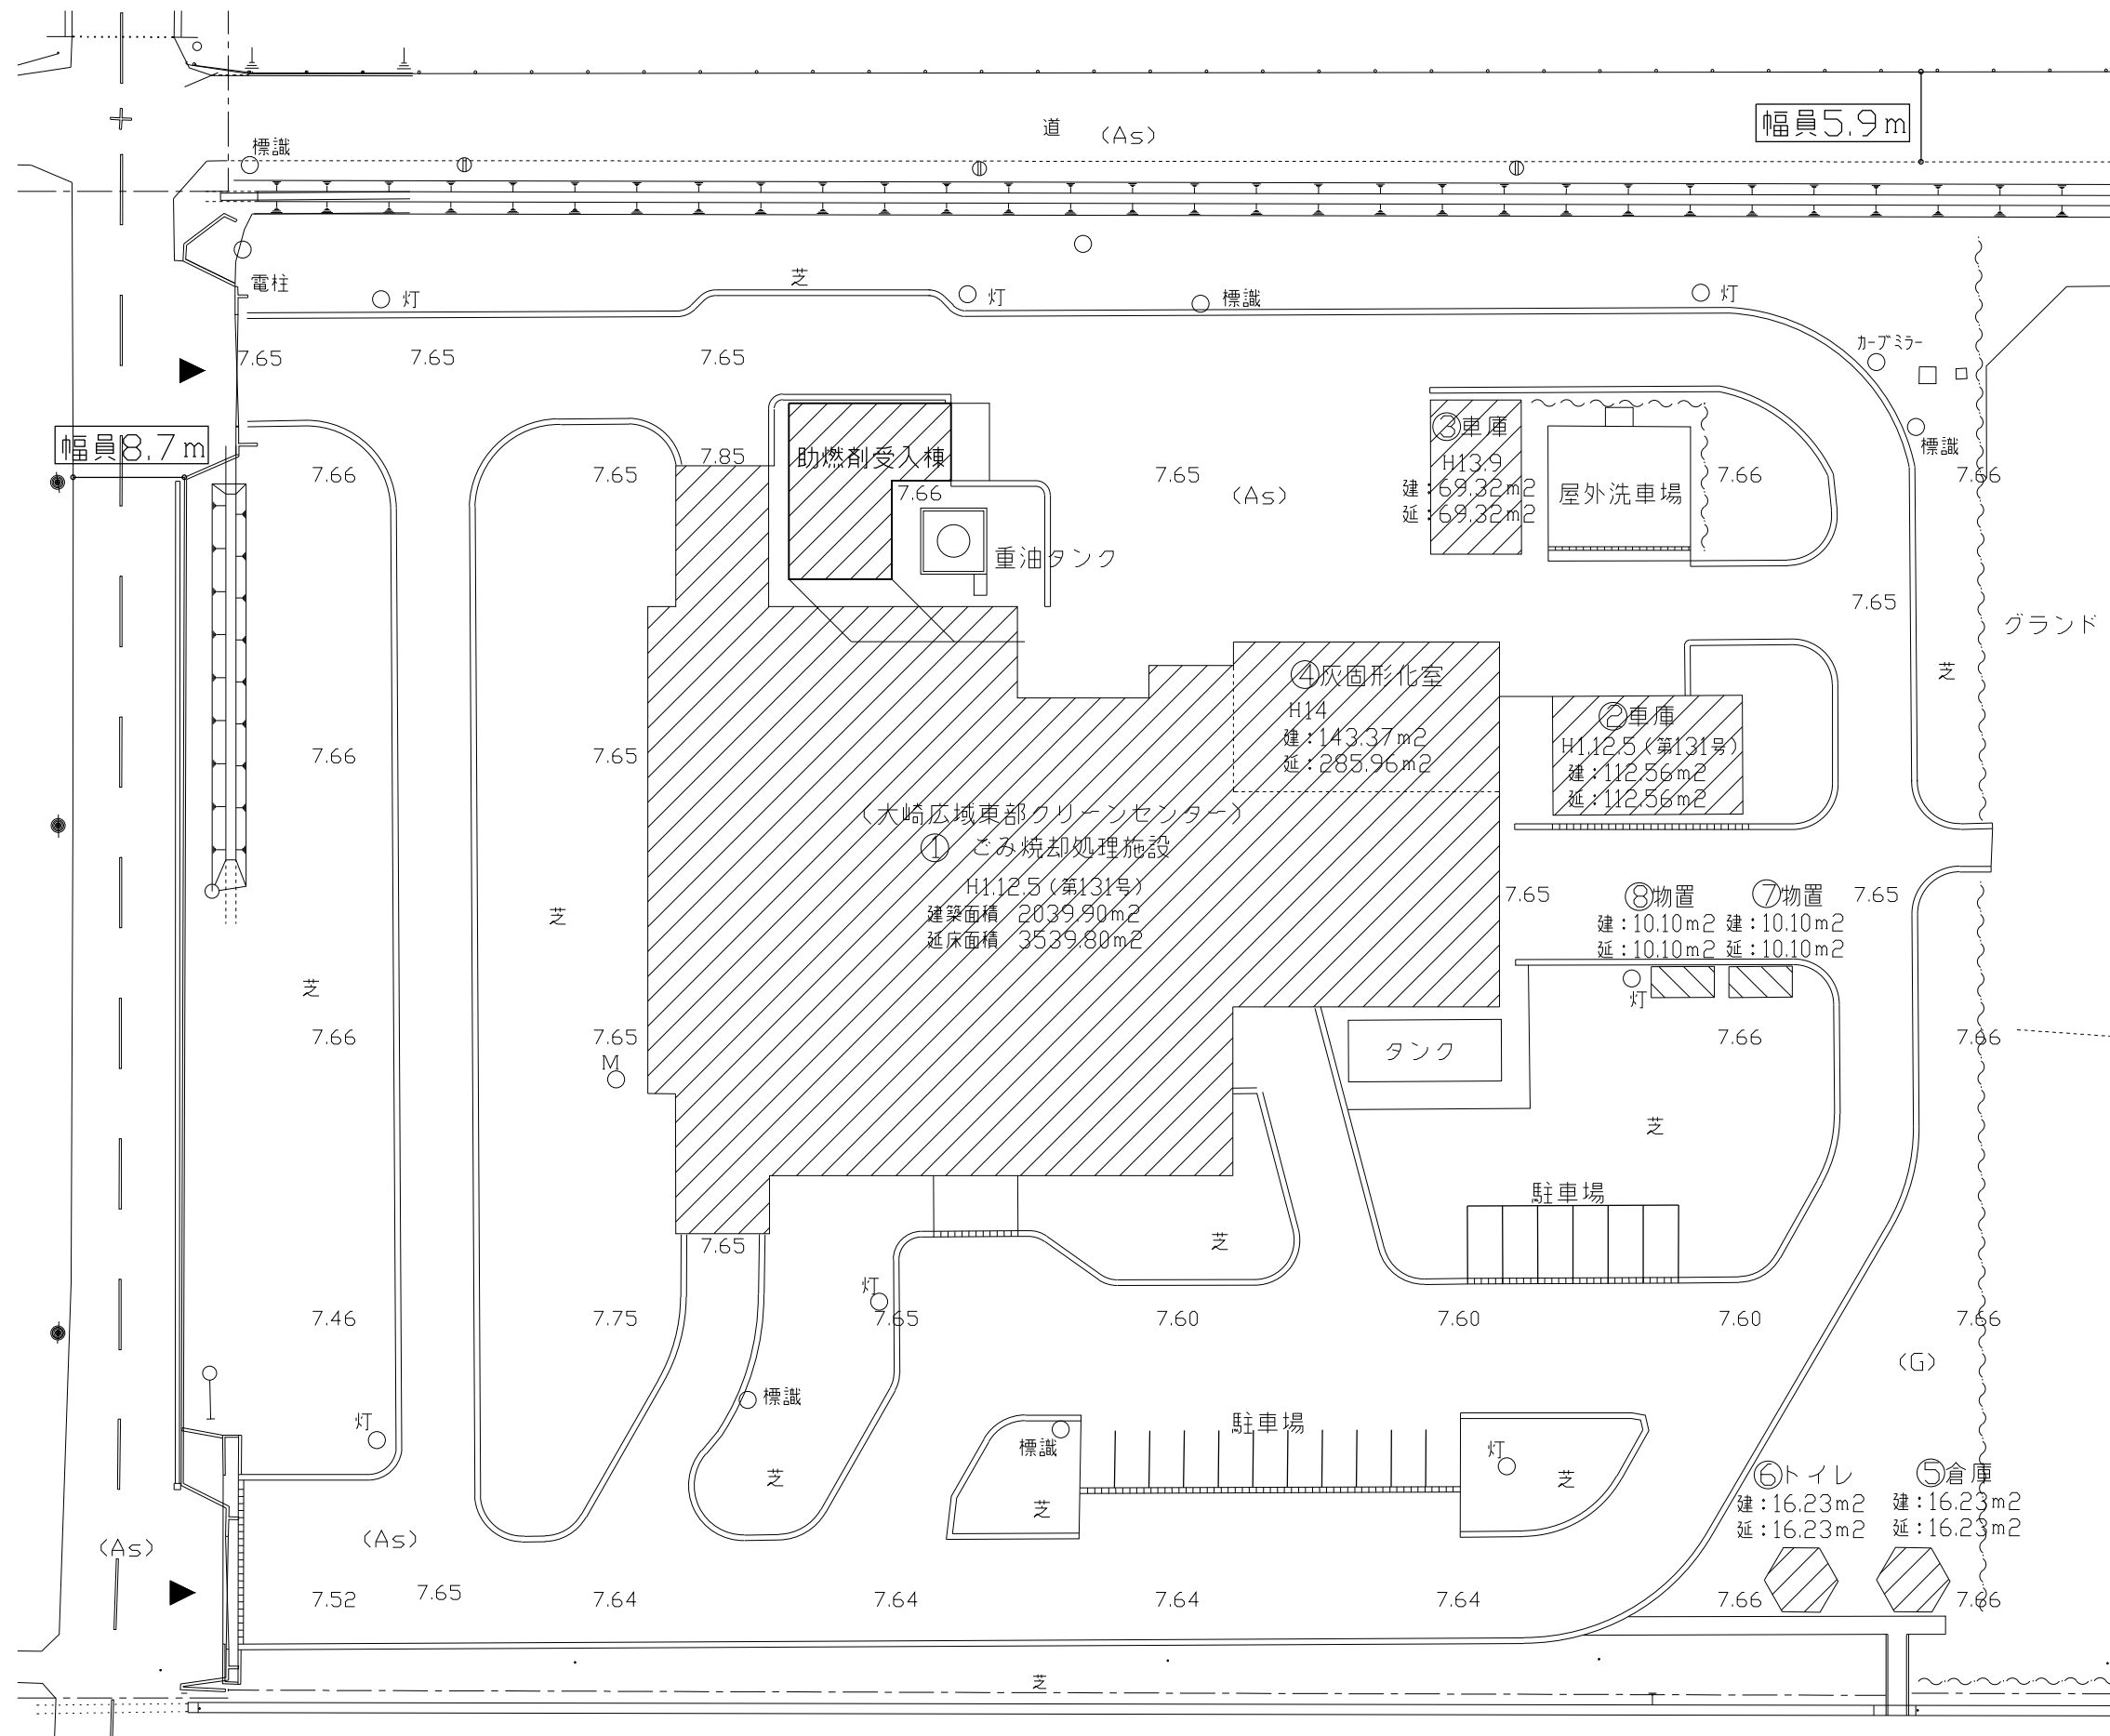 道 (As)
幅員5.9m
標識
電柱
灯
芝
灯
標識
灯
カーブミラー
標識
7.65
7.65
7.65
幅員8.7m
7.66
7.65
7.85
助燃剤受入棟
7.66
重油タンク
7.65
(As)
③車庫
H13.9
建：69.32m2
延：69.32m2
屋外洗車場
7.66
7.66
7.65
グランド
芝
④灰固形化室
H14
建：143.37m2
延：285.96m2
②車庫
H1.12.5(第131号)
建：112.56m2
延：112.56m2
7.66
7.65
(大崎広域東部クリーンセンター)
① ごみ焼却処理施設
H1.12.5(第131号)
建築面積 2039.90m2
延床面積 3539.80m2
7.65
⑧物置
建：10.10m2
延：10.10m2
⑦物置
建：10.10m2
延：10.10m2
7.65
灯
芝
芝
7.66
7.65
M
タンク
7.66
7.66
芝
駐車場
芝
7.65
灯
7.46
7.75
7.65
7.60
7.60
7.60
7.66
(G)
標識
灯
標識
駐車場
灯
芝
芝
芝
⑥トイレ
建：16.23m2
延：16.23m2
⑤倉庫
建：16.23m2
延：16.23m2
(As)
(As)
7.52
7.65
7.64
7.64
7.64
7.64
7.66
7.66
芝